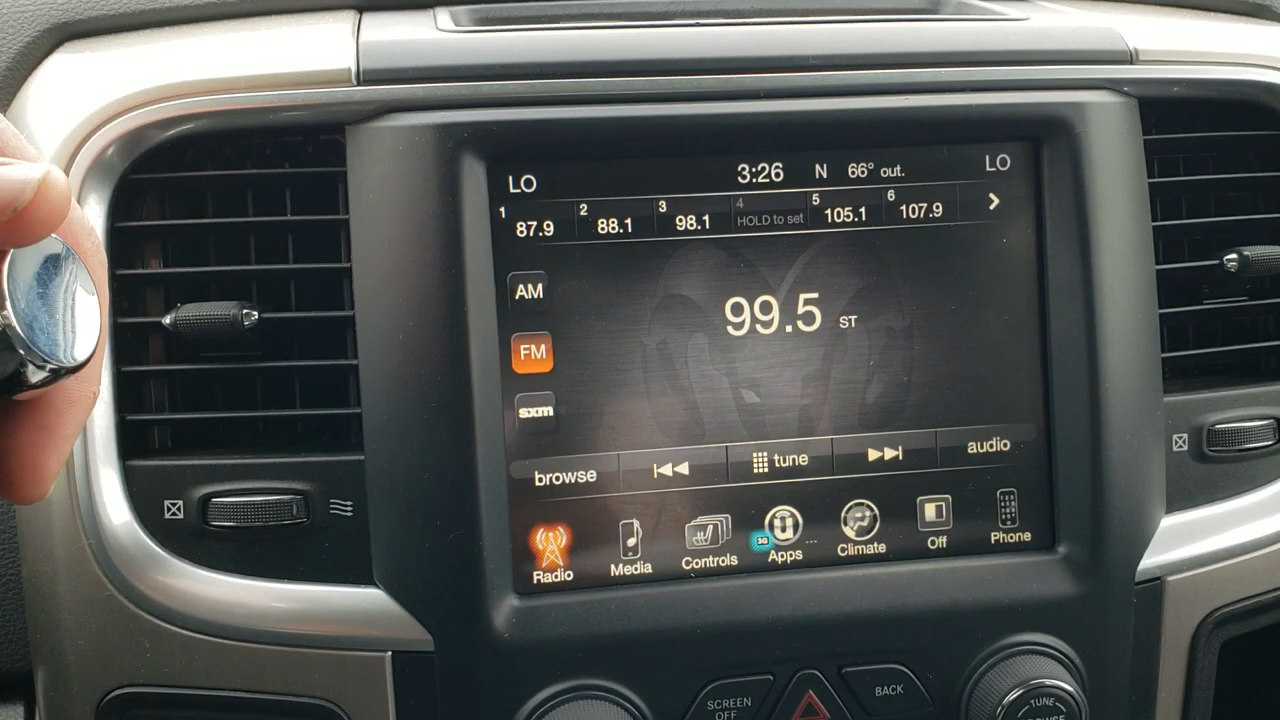 LO 3:26 N 66° out. LO
1 87.9 2 88.1 3 98.1 4 HOLD to set 5 105.1 6 107.9
AM
99.5 ST
FM
sxm
browse tune audio
Radio Media Controls 3G Apps ... Climate Off Phone
SCREEN OFF BACK TUNE
BROWSE